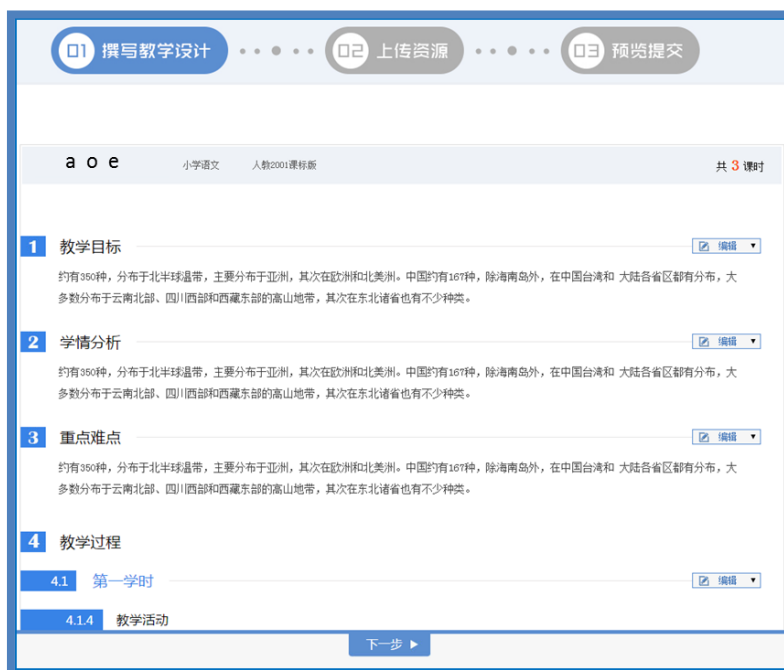 01 撰写教学设计 02 上传资源 03 预览提交
a o e 小学语文 人教2001课标版 共 3 课时
1 教学目标 编辑
约有350种，分布于北半球温带，主要分布于亚洲，其次在欧洲和北美洲。中国约有167种，除海南岛外，在中国台湾和 大陆各省区都有分布，大
多数分布于云南北部、四川西部和西藏东部的高山地带，其次在东北诸省也有不少种类。
2 学情分析 编辑
约有350种，分布于北半球温带，主要分布于亚洲，其次在欧洲和北美洲。中国约有167种，除海南岛外，在中国台湾和 大陆各省区都有分布，大
多数分布于云南北部、四川西部和西藏东部的高山地带，其次在东北诸省也有不少种类。
3 重点难点 编辑
约有350种，分布于北半球温带，主要分布于亚洲，其次在欧洲和北美洲。中国约有167种，除海南岛外，在中国台湾和 大陆各省区都有分布，大
多数分布于云南北部、四川西部和西藏东部的高山地带，其次在东北诸省也有不少种类。
4 教学过程
4.1 第一学时 编辑
4.1.4 教学活动
下一步